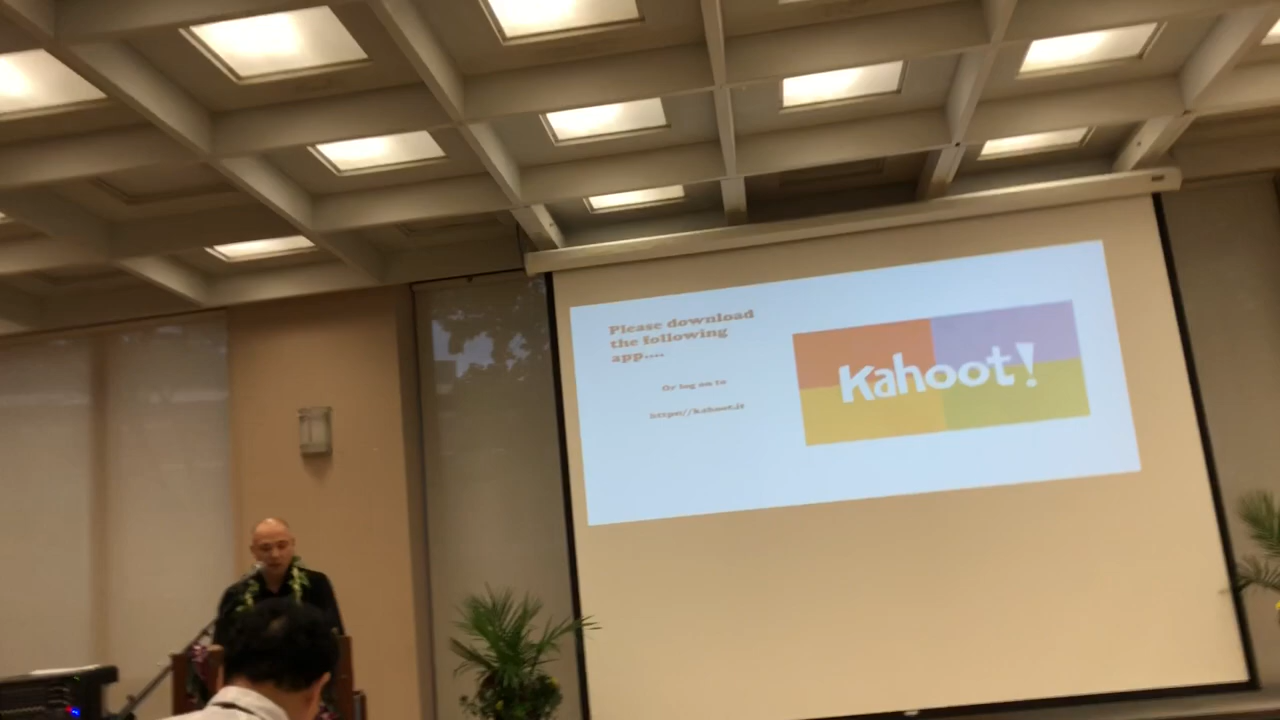 Please download
the following
app....
Or log on to
https://kahoot.it
Kahoot!